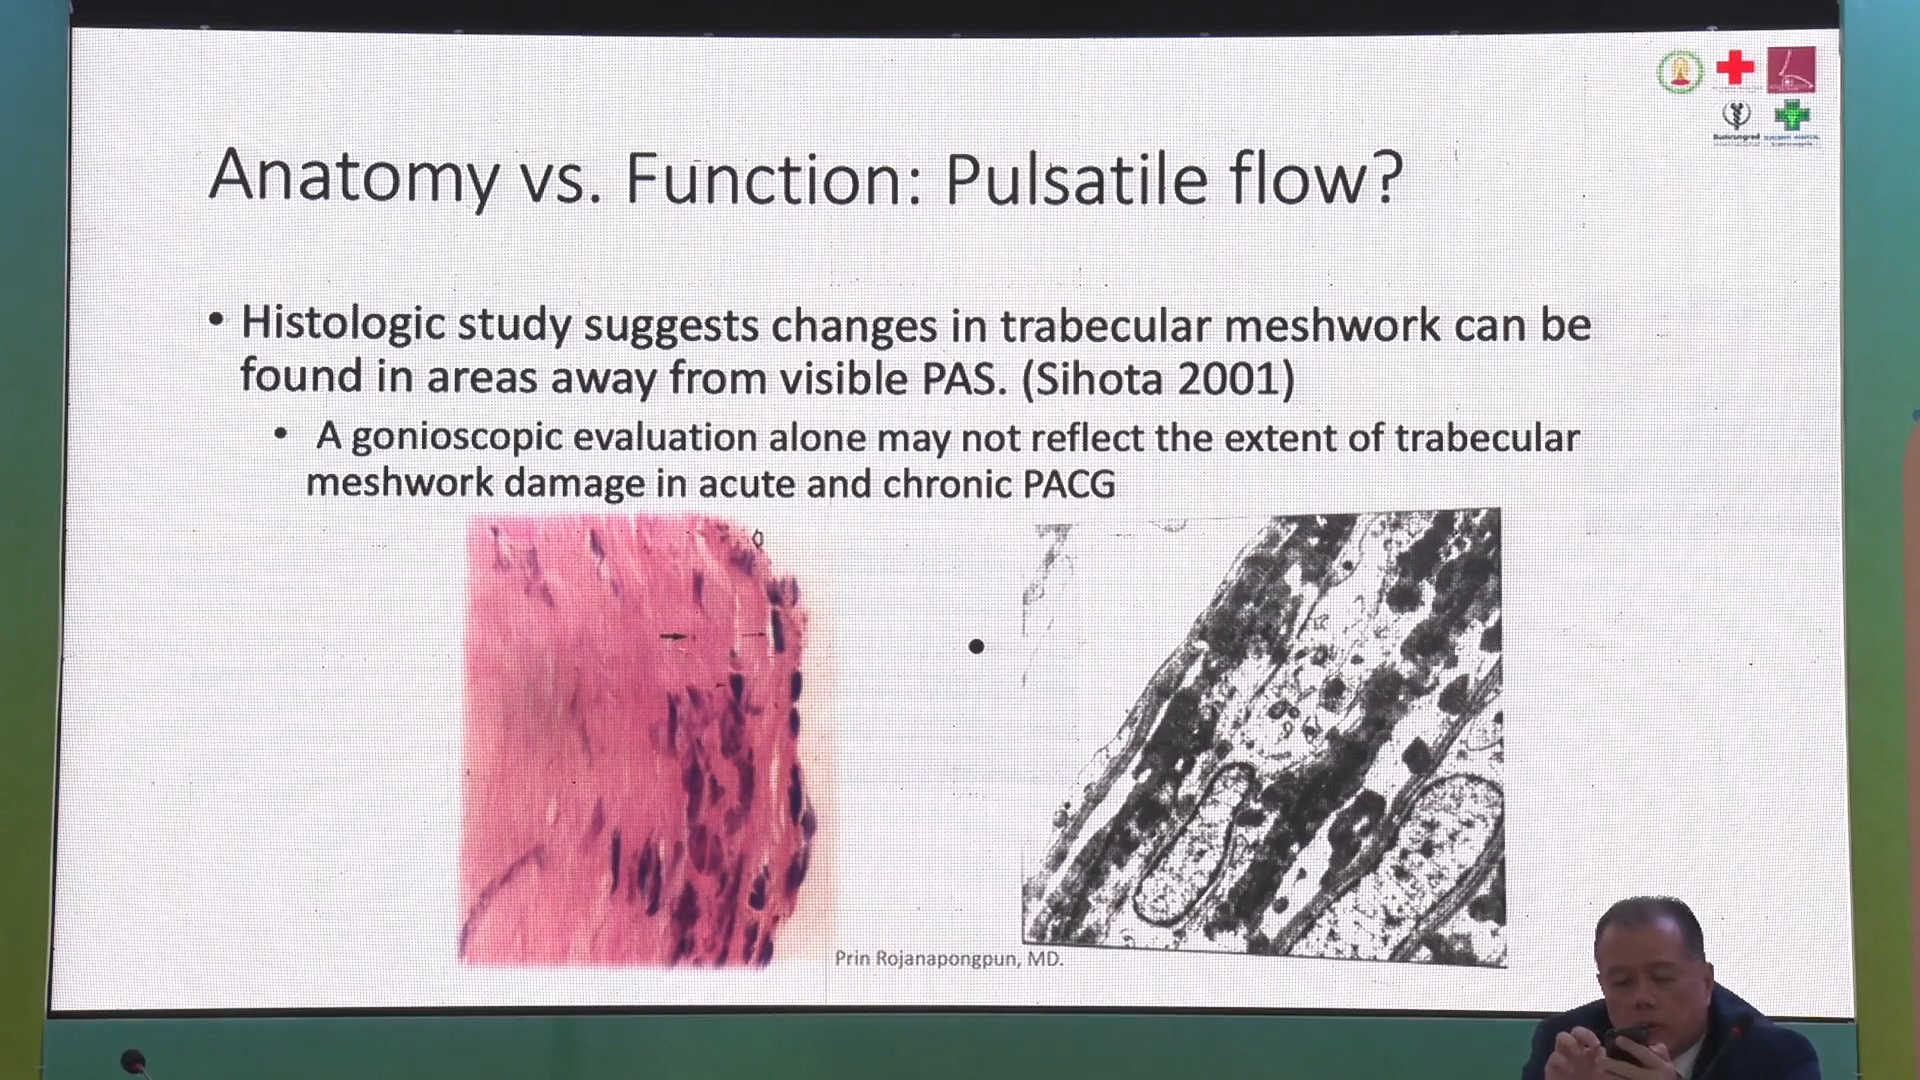 Anatomy vs. Function: Pulsatile flow?
• Histologic study suggests changes in trabecular meshwork can be
found in areas away from visible PAS. (Sihota 2001)
• A gonioscopic evaluation alone may not reflect the extent of trabecular
meshwork damage in acute and chronic PACG
Prin Rojanapongpun, MD.